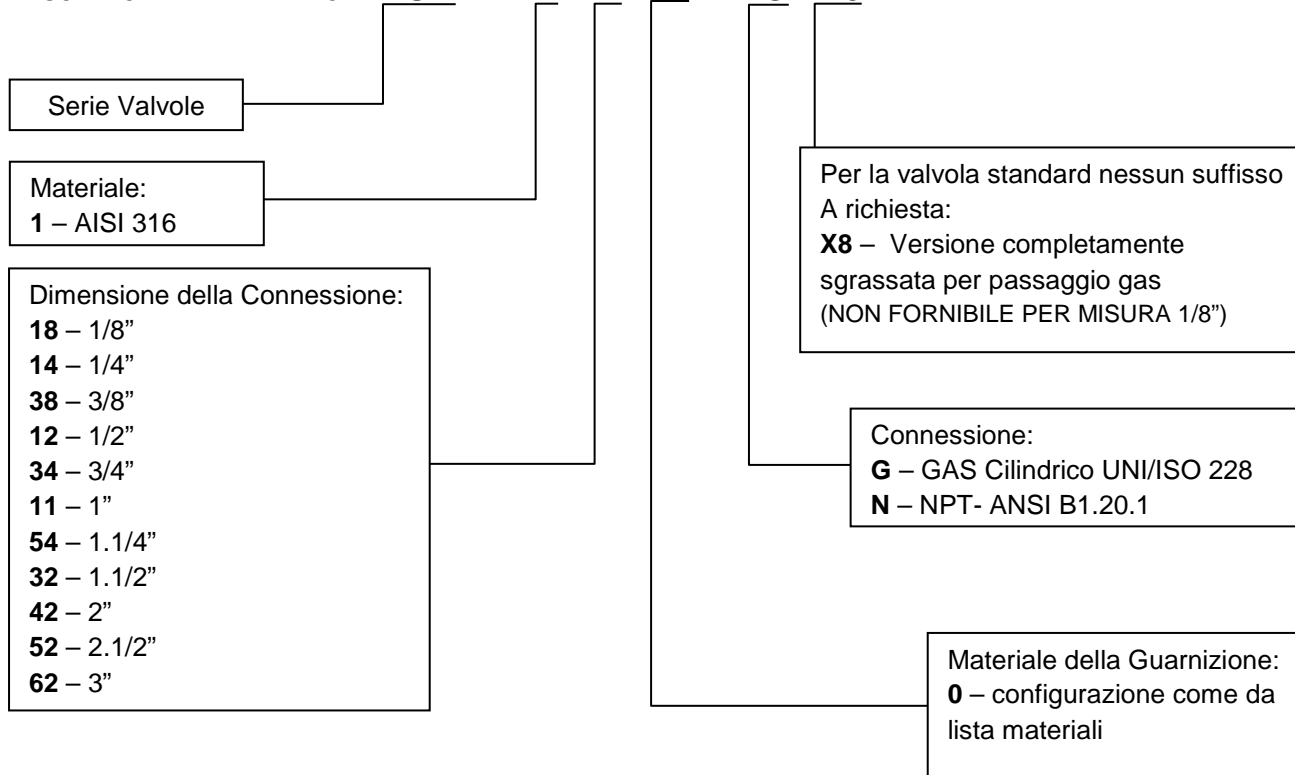 Serie Valvole
Materiale:
1 – AISI 316
Dimensione della Connessione:
18 – 1/8”
14 – 1/4”
38 – 3/8”
12 – 1/2”
34 – 3/4”
11 – 1”
54 – 1.1/4”
32 – 1.1/2”
42 – 2”
52 – 2.1/2”
62 – 3”
Per la valvola standard nessun suffisso
A richiesta:
X8 – Versione completamente
sgrassata per passaggio gas
(NON FORNIBILE PER MISURA 1/8”)
Connessione:
G – GAS Cilindrico UNI/ISO 228
N – NPT- ANSI B1.20.1
Materiale della Guarnizione:
0 – configurazione come da
lista materiali